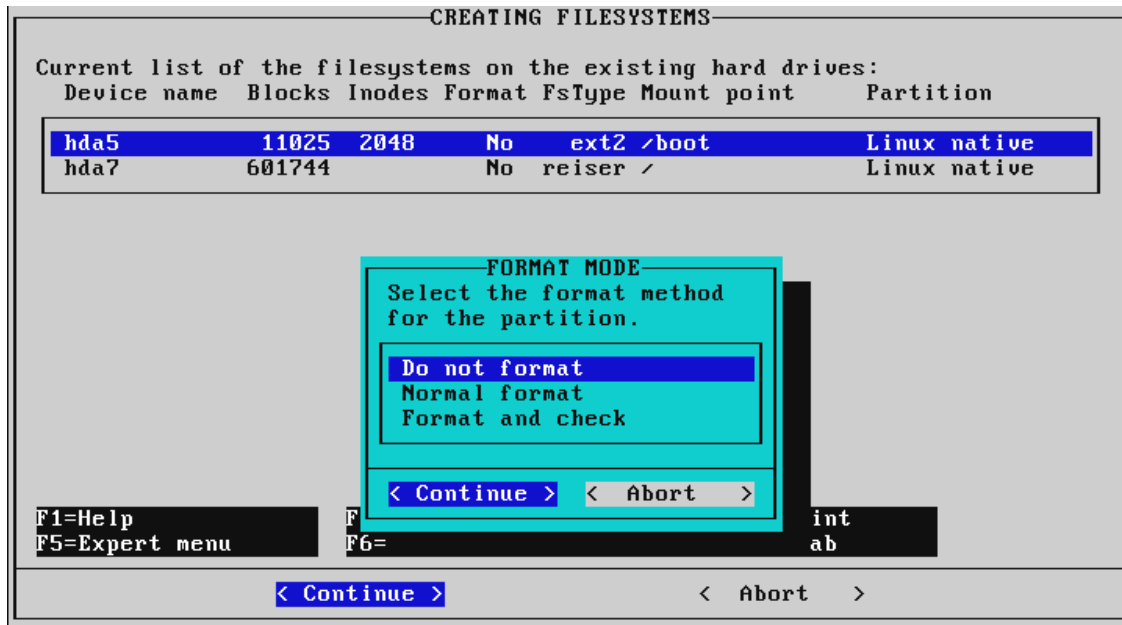 CREATING FILESYSTEMS
Current list of the filesystems on the existing hard drives:
Device name Blocks Inodes Format FsType Mount point Partition
hda5 11025 2048 No ext2 /boot Linux native
hda7 601744 No reiser / Linux native
FORMAT MODE
Select the format method
for the partition.
Do not format
Normal format
Format and check
< Continue > < Abort >
F1=Help F int
F5=Expert menu F6= ab
< Continue > < Abort >